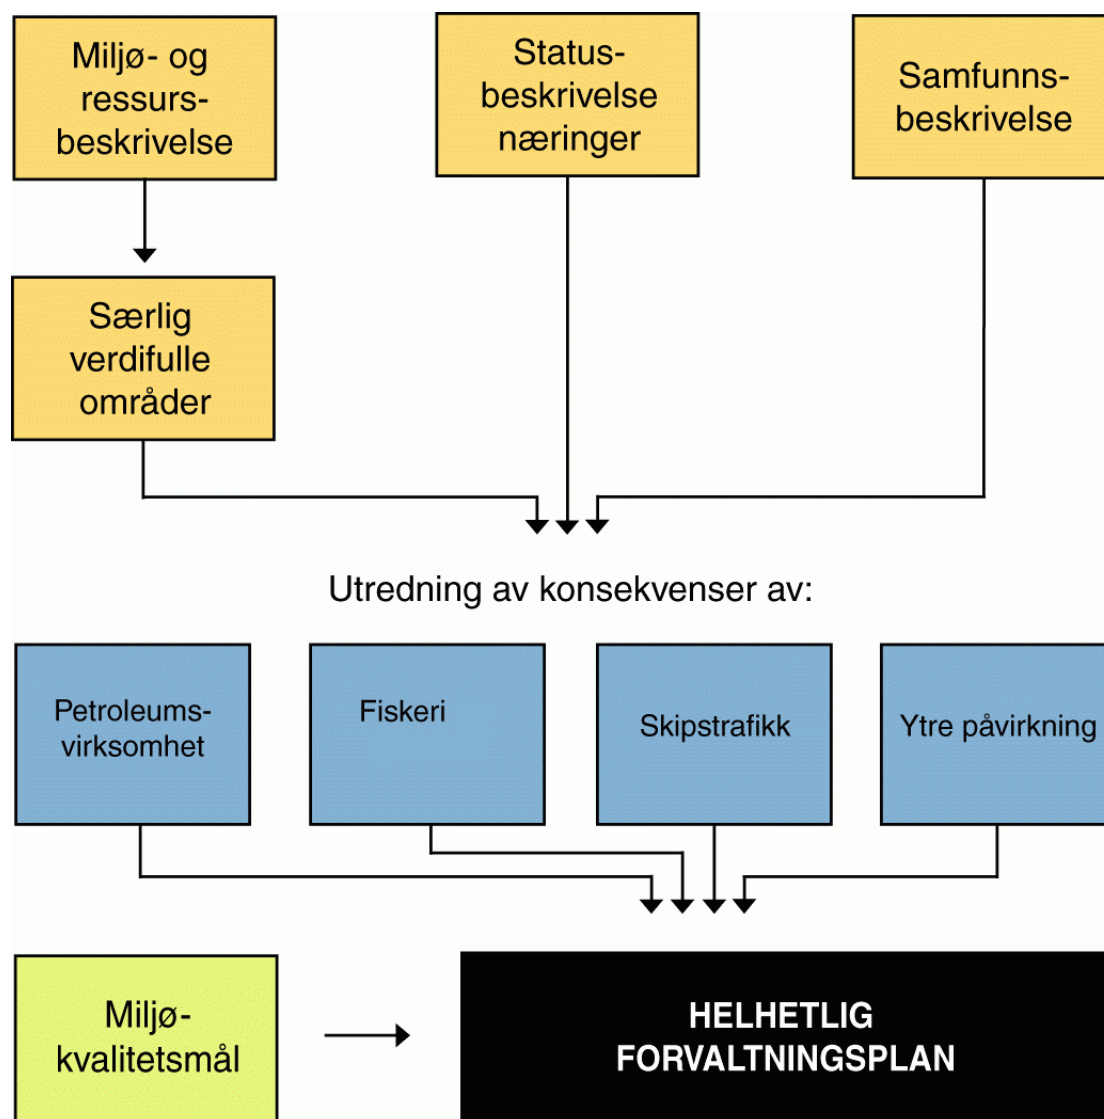 Miljø- og
ressurs-
beskrivelse
Status-
beskrivelse
næringer
Samfunns-
beskrivelse
Særlig
verdifulle
områder
Utredning av konsekvenser av:
Petroleums-
virksomhet
Fiskeri
Skipstrafikk
Ytre påvirkning
Miljø-
kvalitetsmål
HELHETLIG
FORVALTNINGSPLAN